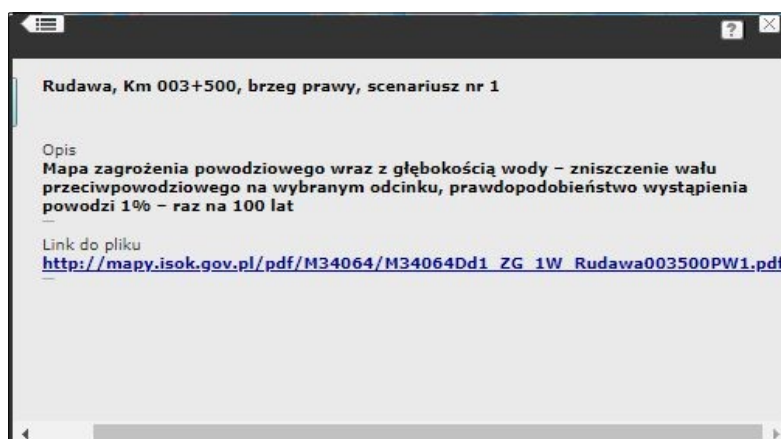 ?
Rudawa, Km 003+500, brzeg prawy, scenariusz nr 1
Opis
Mapa zagrożenia powodziowego wraz z głębokością wody – zniszczenie wału
przeciwpowodziowego na wybranym odcinku, prawdopodobieństwo wystąpienia
powodzi 1% – raz na 100 lat
Link do pliku
http://mapy.isok.gov.pl/pdf/M34064/M34064Dd1_ZG_1W_Rudawa003500PW1.pdf